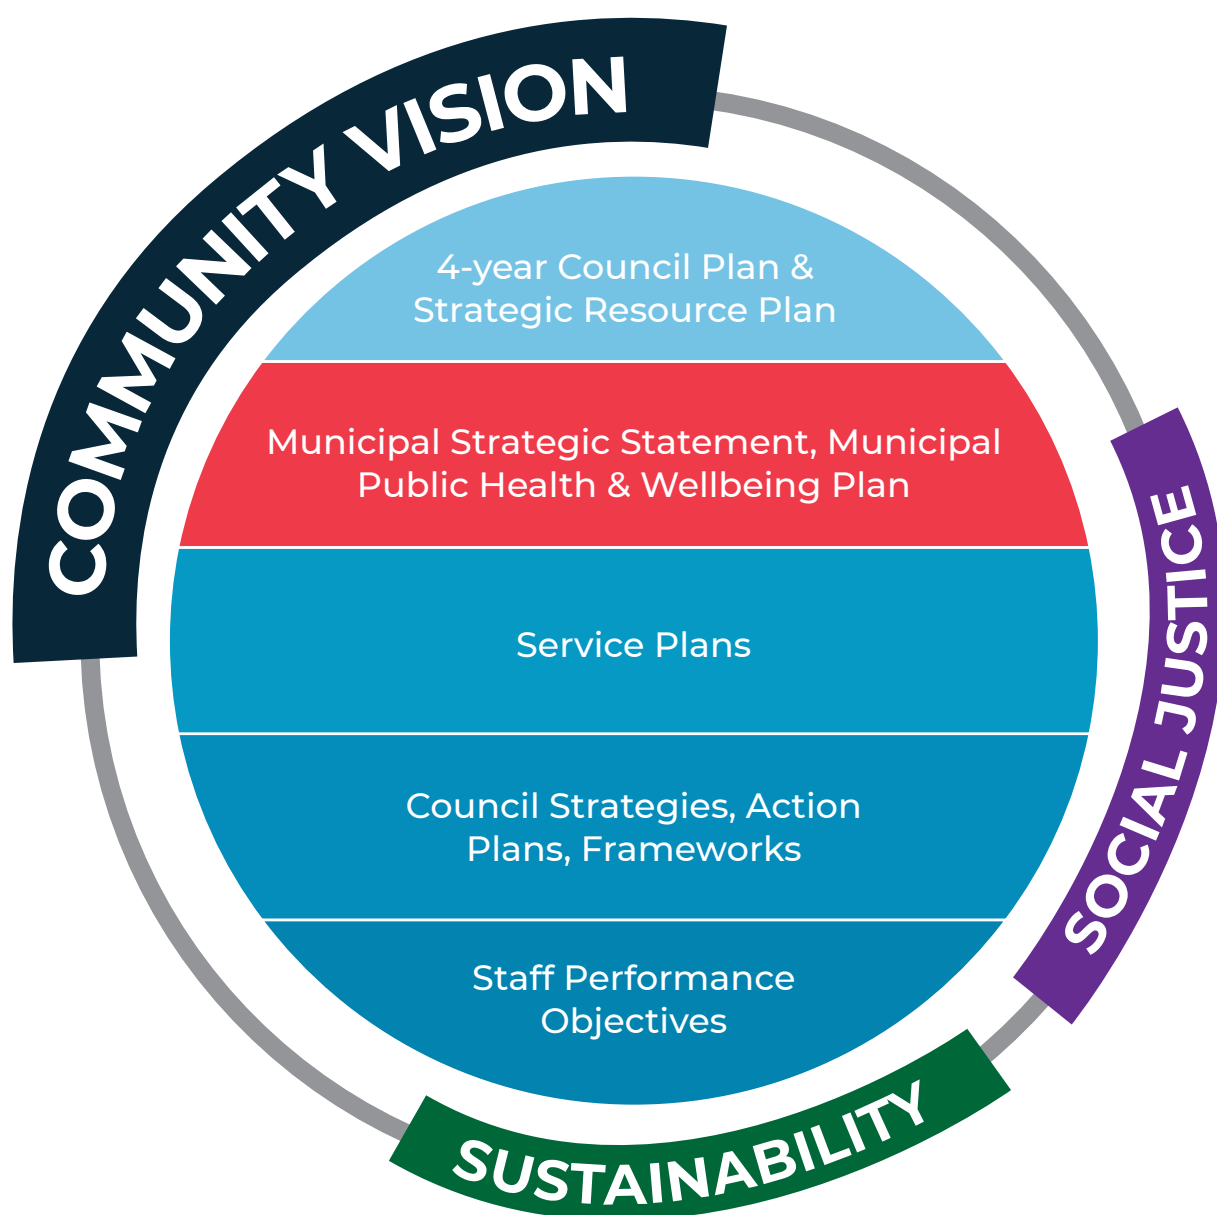 COMMUNITY VISION
4-year Council Plan &
Strategic Resource Plan
Municipal Strategic Statement, Municipal
Public Health & Wellbeing Plan
Service Plans
Council Strategies, Action
Plans, Frameworks
Staff Performance
Objectives
SOCIAL JUSTICE
SUSTAINABILITY